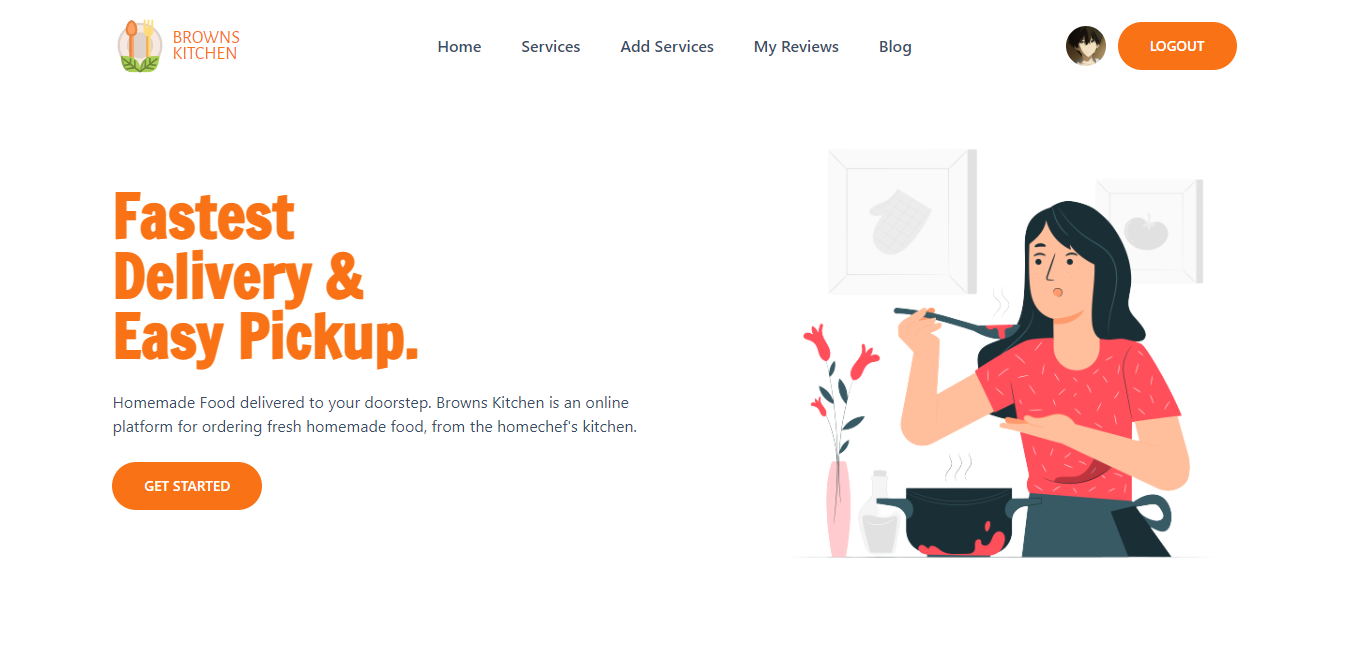 BROWNS
KITCHEN
Home
Services
Add Services
My Reviews
Blog
LOGOUT
Fastest
Delivery &
Easy Pickup.
Homemade Food delivered to your doorstep. Browns Kitchen is an online
platform for ordering fresh homemade food, from the homechef's kitchen.
GET STARTED